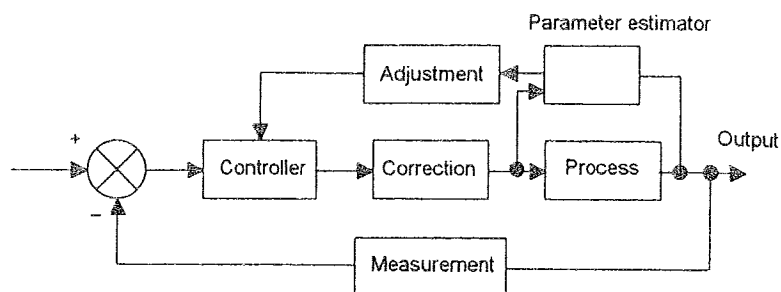 Parameter estimator
Adjustment
+
Output
Controller
Correction
Process
−
Measurement